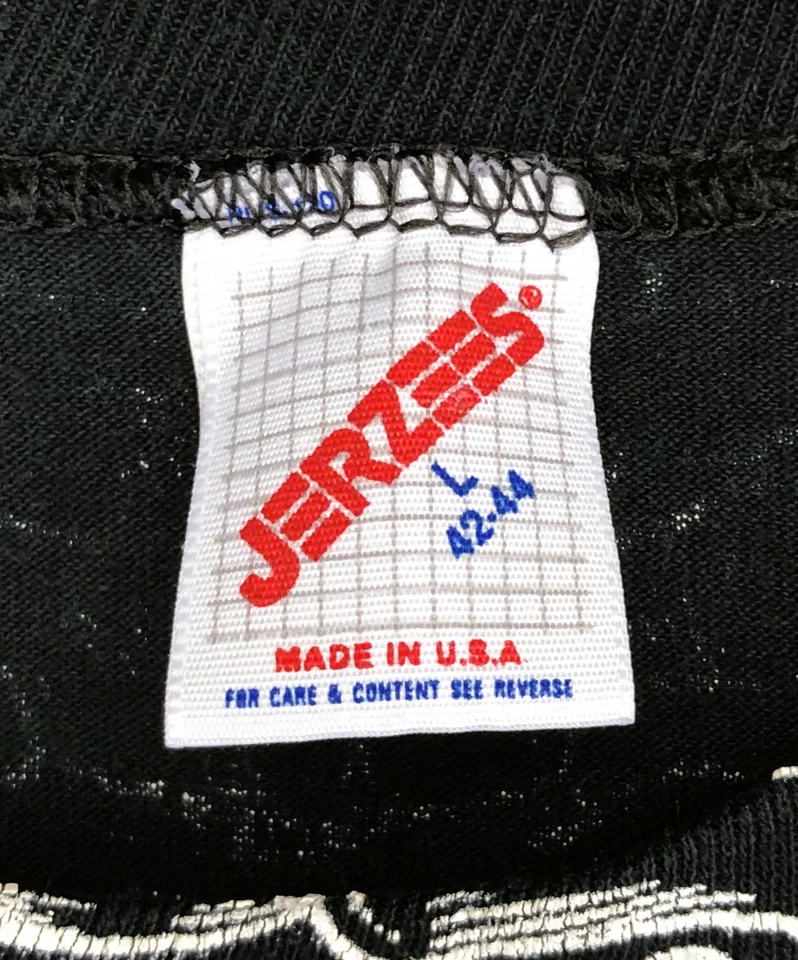 JERZEES®
L
42-44
MADE IN U.S.A
FOR CARE & CONTENT SEE REVERSE